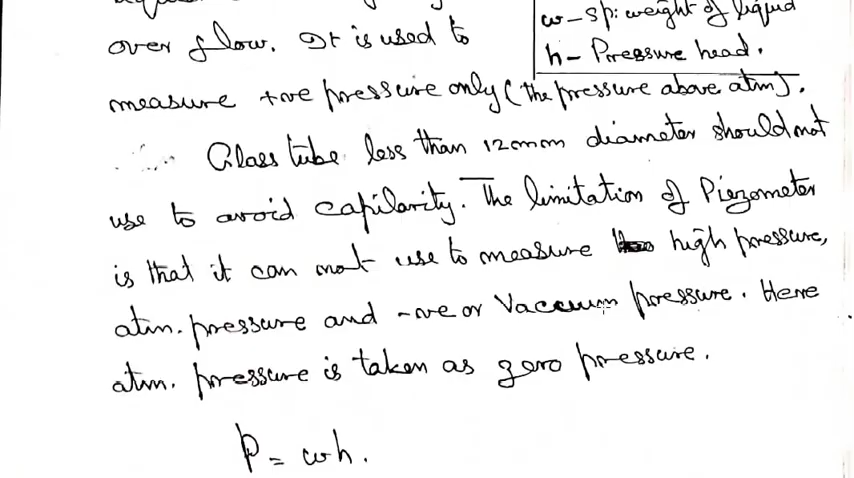 w - Sp: weight of liquid
over flow. It is used to
h - Pressure head.
measure +ve pressure only (the pressure above atm).
Glass tube less than 12mm diameter should not
use to avoid capilarity. The limitation of Piezometer
is that it can not use to measure high pressure,
atm. pressure and -ve or Vaccum pressure. Here
atm. pressure is taken as zero pressure.
P = wh.